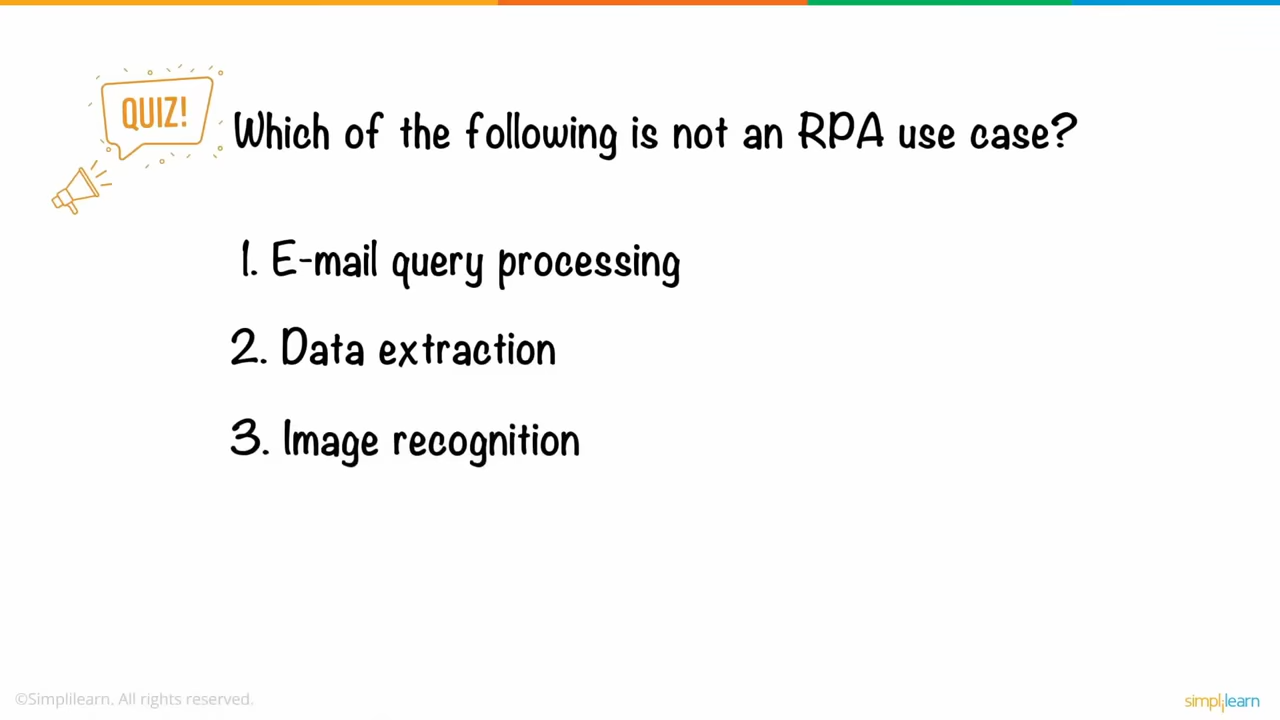 QUIZ!
Which of the following is not an RPA use case?
1. E-mail query processing
2. Data extraction
3. Image recognition
©Simplilearn. All rights reserved.
simplilearn